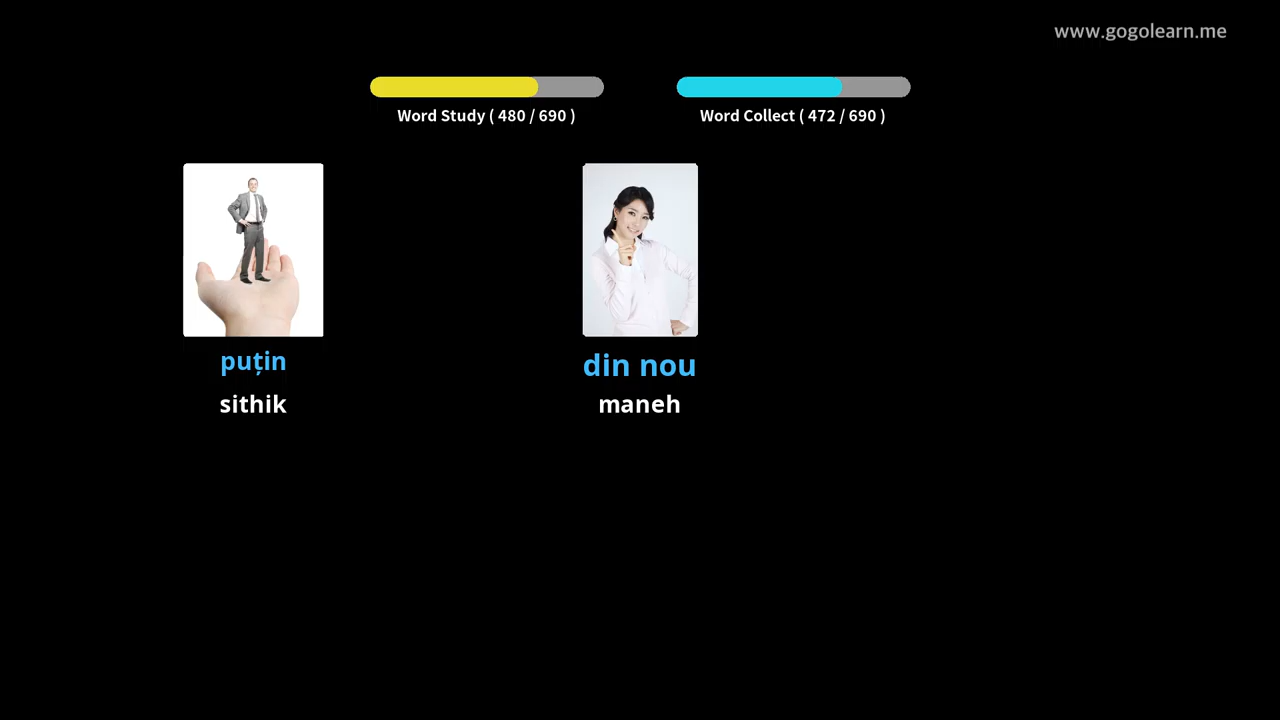 www.gogolearn.me
Word Study ( 480 / 690 )
Word Collect ( 472 / 690 )
puțin
sithik
din nou
maneh